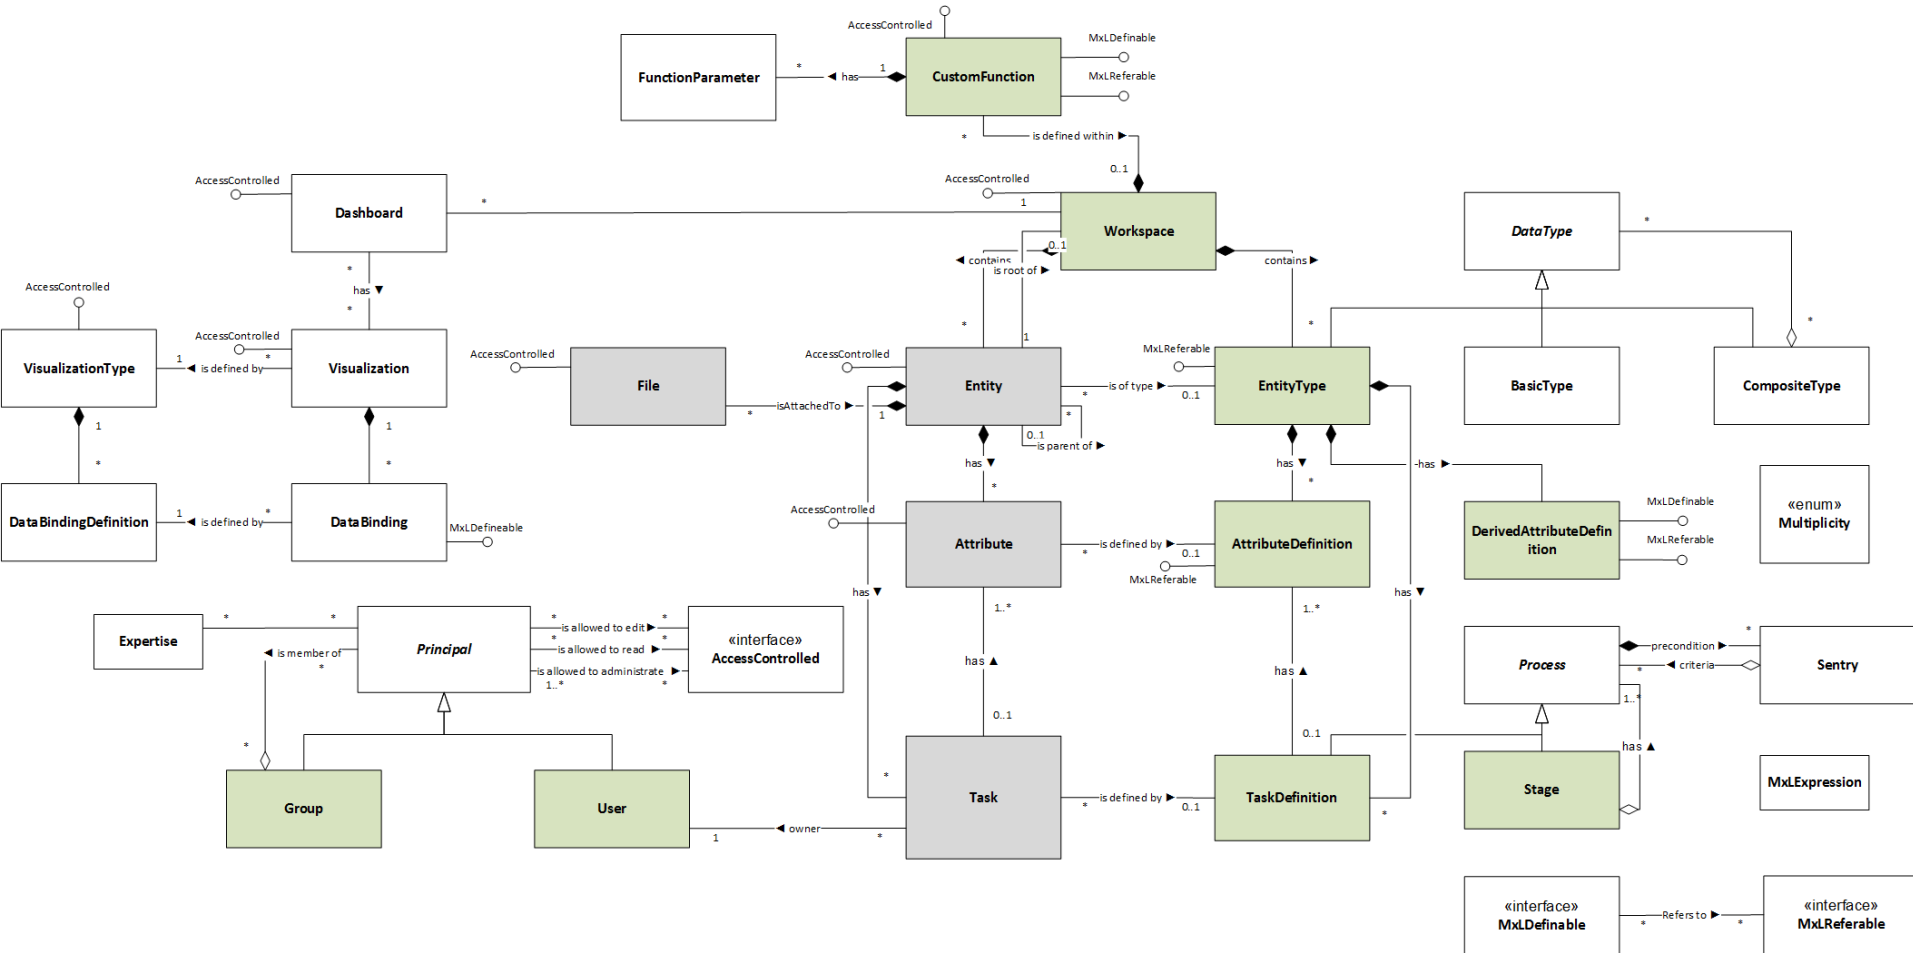 AccessControlled
MxLDefinable
FunctionParameter
*
◄ has
1
CustomFunction
MxLReferable
*
is defined within ►
0..1
AccessControlled
AccessControlled
Dashboard
*
1
Workspace
DataType
*
0..1
◄ contains
is root of ►
contains ►
*
has ▼
*
AccessControlled
AccessControlled
*
1
*
*
VisualizationType
1
◄ is defined by
*
Visualization
AccessControlled
File
AccessControlled
Entity
is of type ►
*
0..1
MxLReferable
EntityType
BasicType
CompositeType
*
isAttachedTo ►
1
*
0..1
is parent of ►
1
*
1
*
has ▼
*
has ▼
*
-has ►
DataBindingDefinition
1
◄ is defined by
*
DataBinding
MxLDefineable
AccessControlled
Attribute
is defined by ►
*
0..1
MxLReferable
AttributeDefinition
DerivedAttributeDefin
ition
MxLDefinable
MxLReferable
«enum»
Multiplicity
has ▼
has ▼
Expertise
*
*
Principal
◄ is member of
*
*
is allowed to edit ►
*
*
is allowed to read ►
*
is allowed to administrate ►
1..*
*
«interface»
AccessControlled
1..*
has ▲
0..1
1..*
has ▲
0..1
Process
precondition ►
*
◄ criteria
*
Sentry
1..*
has ▲
*
Group
User
1
◄ owner
*
*
Task
is defined by ►
*
0..1
TaskDefinition
*
Stage
MxLExpression
«interface»
MxLDefinable
Refers to ►
*
*
«interface»
MxLReferable